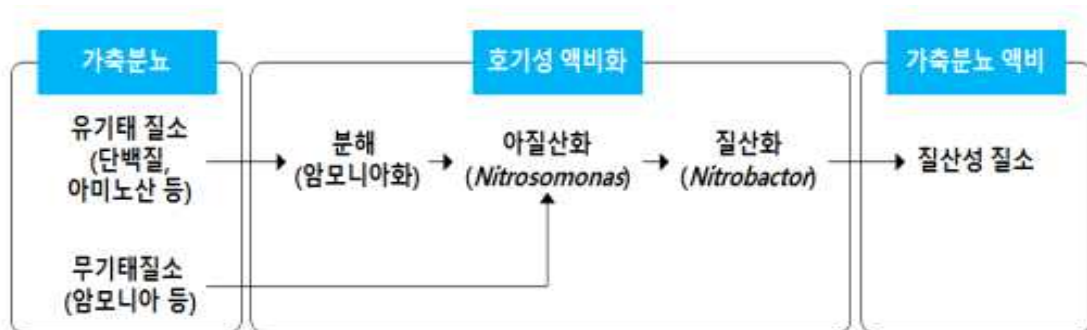 가축분뇨
호기성 액비화
가축분뇨 액비
유기태 질소
(단백질,
아미노산 등)
분해
(암모니아화)
아질산화
(Nitrosomonas)
질산화
(Nitrobactor)
질산성 질소
무기태질소
(암모니아 등)